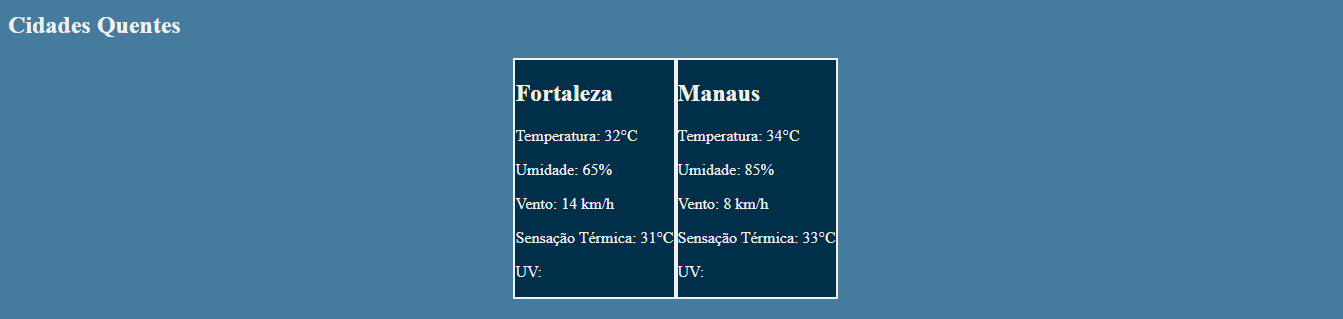 Cidades Quentes
Fortaleza
Temperatura: 32°C
Umidade: 65%
Vento: 14 km/h
Sensação Térmica: 31°C
UV:
Manaus
Temperatura: 34°C
Umidade: 85%
Vento: 8 km/h
Sensação Térmica: 33°C
UV: